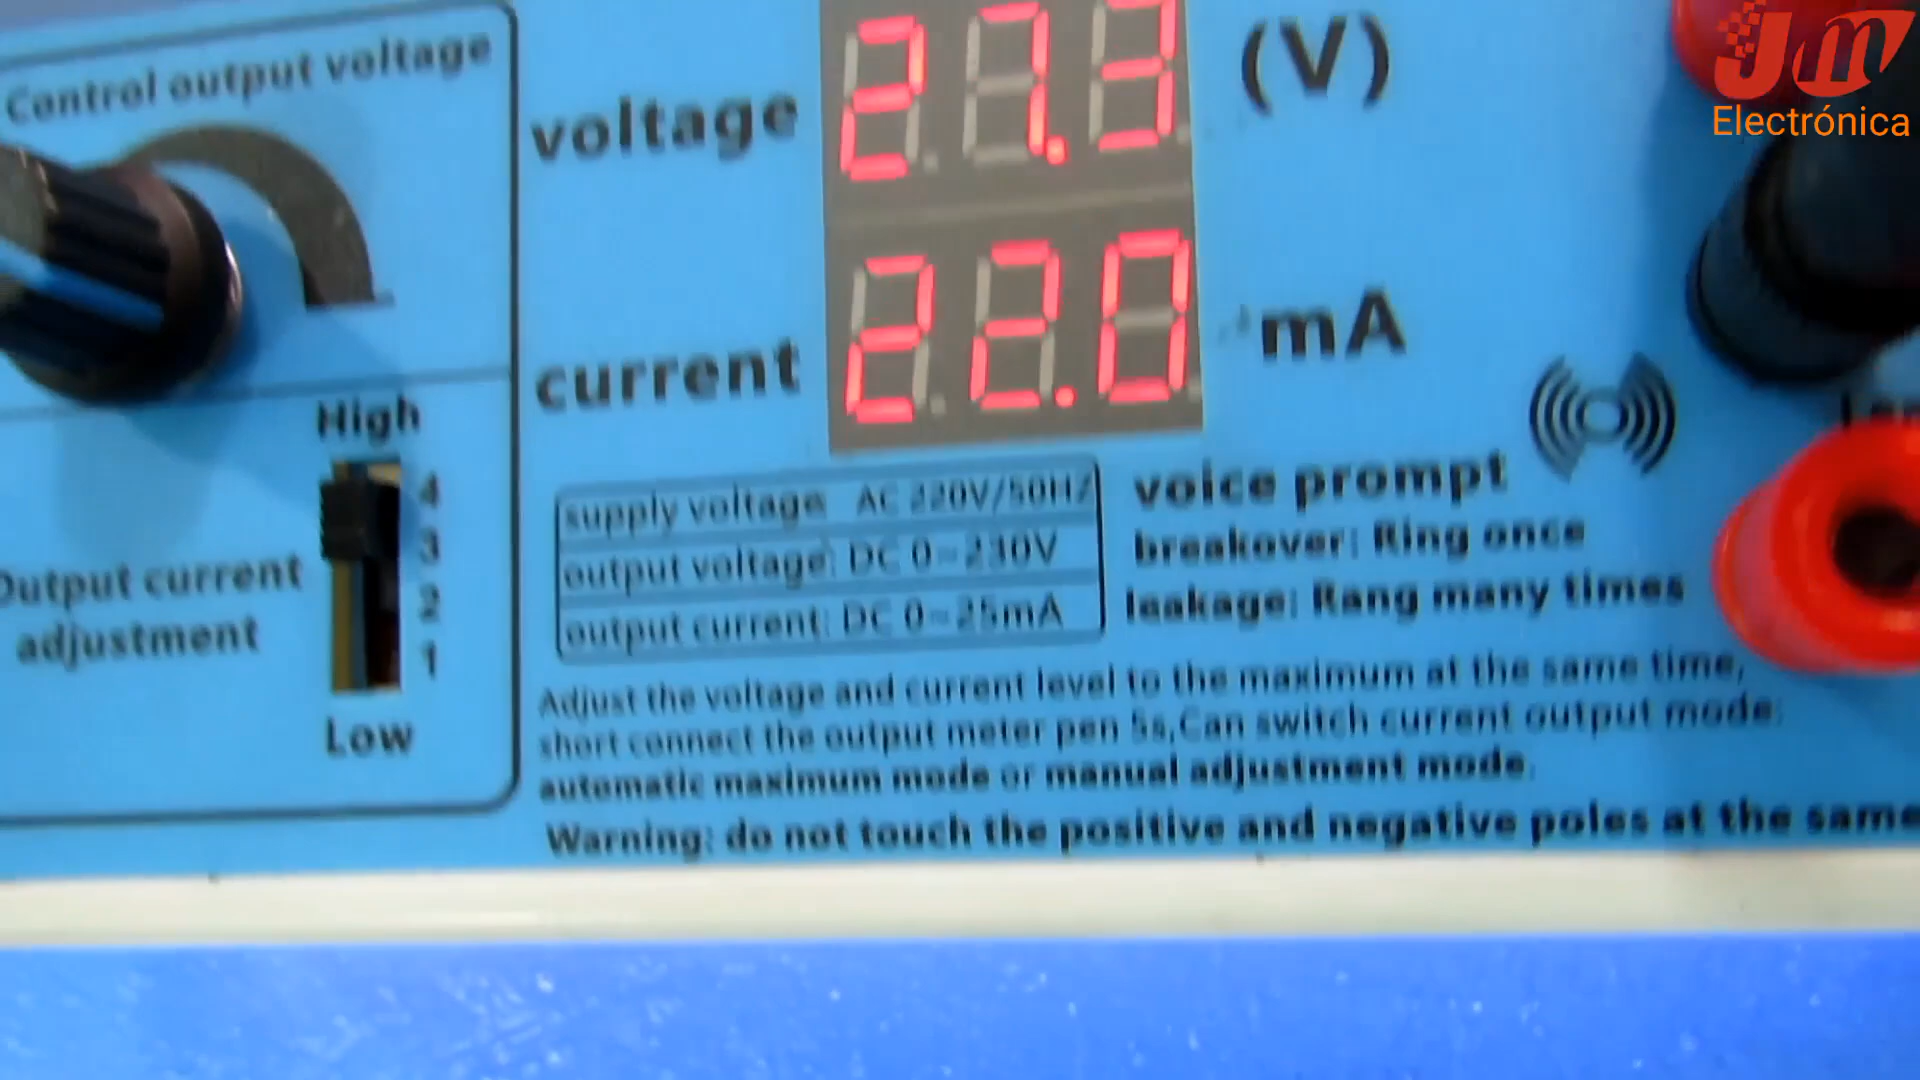 Control output voltage
voltage 27.3 (V)
current 22.0 mA
High
4
3
2
1
Output current
adjustment
Low
supply voltage AC 220V/50HZ
output voltage: DC 0-230V
output current: DC 0-25mA
voice prompt
breakover: Ring once
leakage: Rang many times
Adjust the voltage and current level to the maximum at the same time,
short connect the output meter pen 5s,Can switch current output mode:
automatic maximum mode or manual adjustment mode.
Warning: do not touch the positive and negative poles at the same
Jm
Electrónica